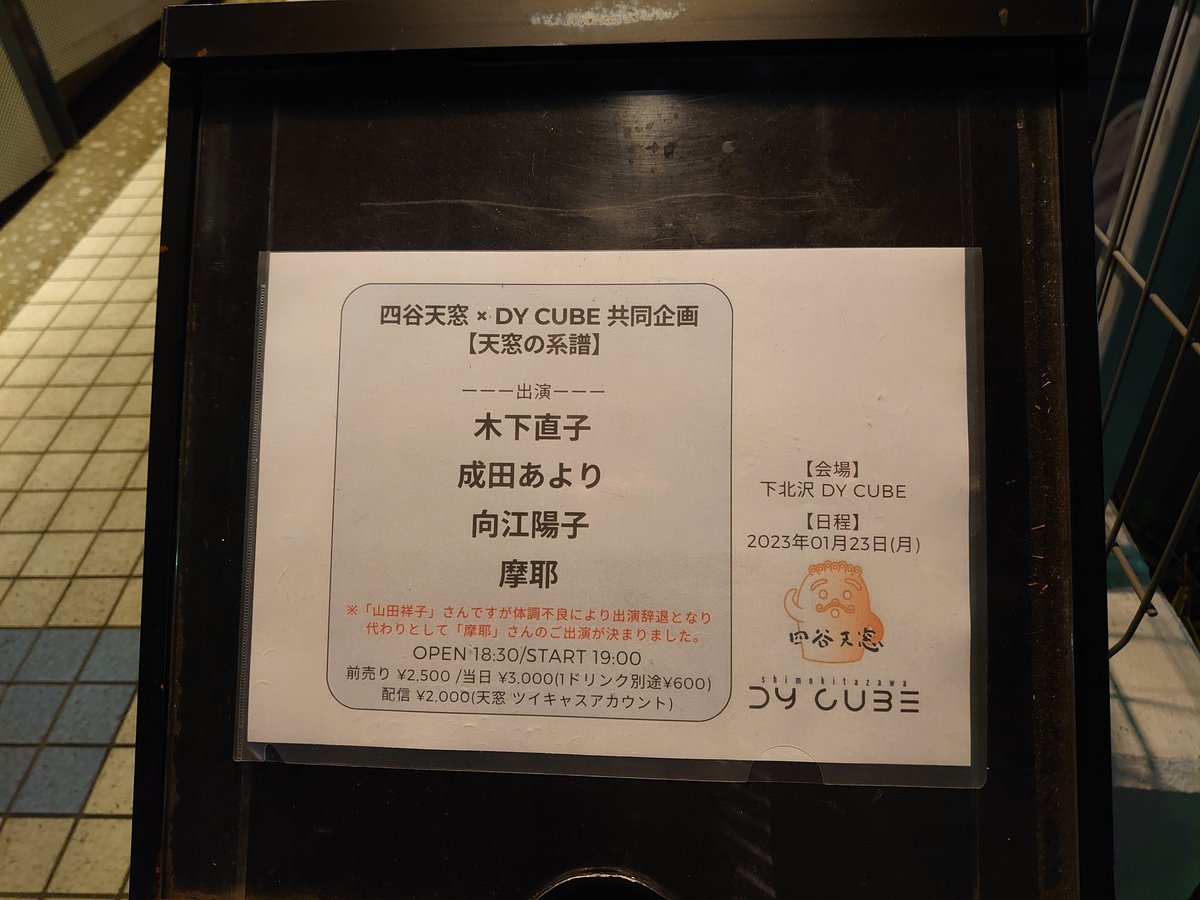 四谷天窓 × DY CUBE 共同企画
【天窓の系譜】
ーーー出演ーーー
木下直子
成田あより
向江陽子
摩耶
※「山田祥子」さんですが体調不良により出演辞退となり
代わりとして「摩耶」さんのご出演が決まりました。
OPEN 18:30/START 19:00
前売り ¥2,500 /当日 ¥3,000(1ドリンク別途¥600)
配信 ¥2,000(天窓 ツイキャスアカウント)
【会場】
下北沢 DY CUBE
【日程】
2023年01月23日(月)
四谷天窓
shimokitazawa
DY CUBE